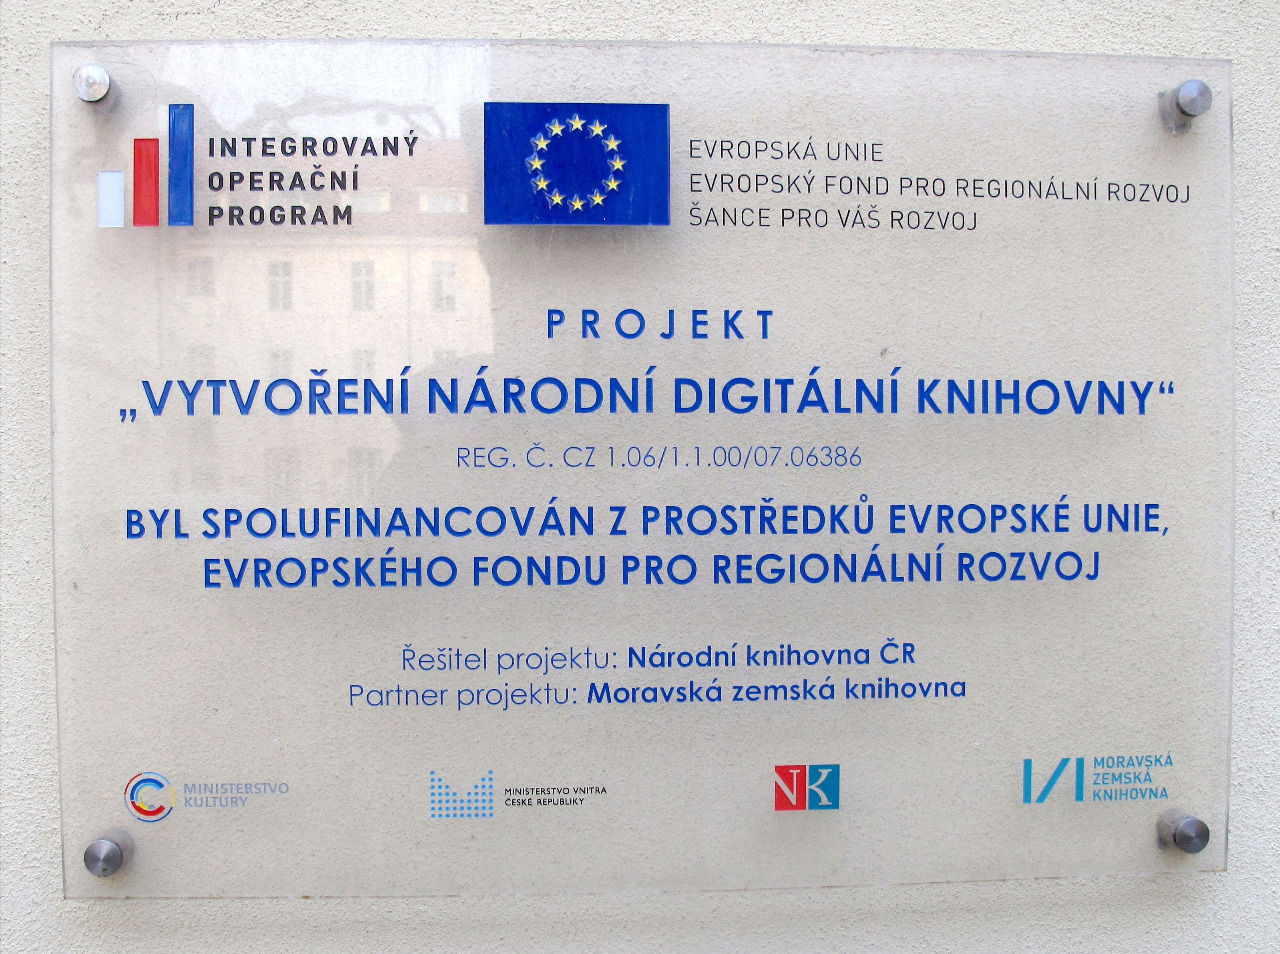 INTEGROVANÝ
OPERAČNÍ
PROGRAM
EVROPSKÁ UNIE
EVROPSKÝ FOND PRO REGIONÁLNÍ ROZVOJ
ŠANCE PRO VÁŠ ROZVOJ
PROJEKT
„VYTVOŘENÍ NÁRODNÍ DIGITÁLNÍ KNIHOVNY“
REG. Č. CZ 1.06/1.1.00/07.06386
BYL SPOLUFINANCOVÁN Z PROSTŘEDKŮ EVROPSKÉ UNIE,
EVROPSKÉHO FONDU PRO REGIONÁLNÍ ROZVOJ
Řešitel projektu: Národní knihovna ČR
Partner projektu: Moravská zemská knihovna
MINISTERSTVO
KULTURY
MINISTERSTVO VNITRA
ČESKÉ REPUBLIKY
NK
MORAVSKÁ
ZEMSKÁ
KNIHOVNA